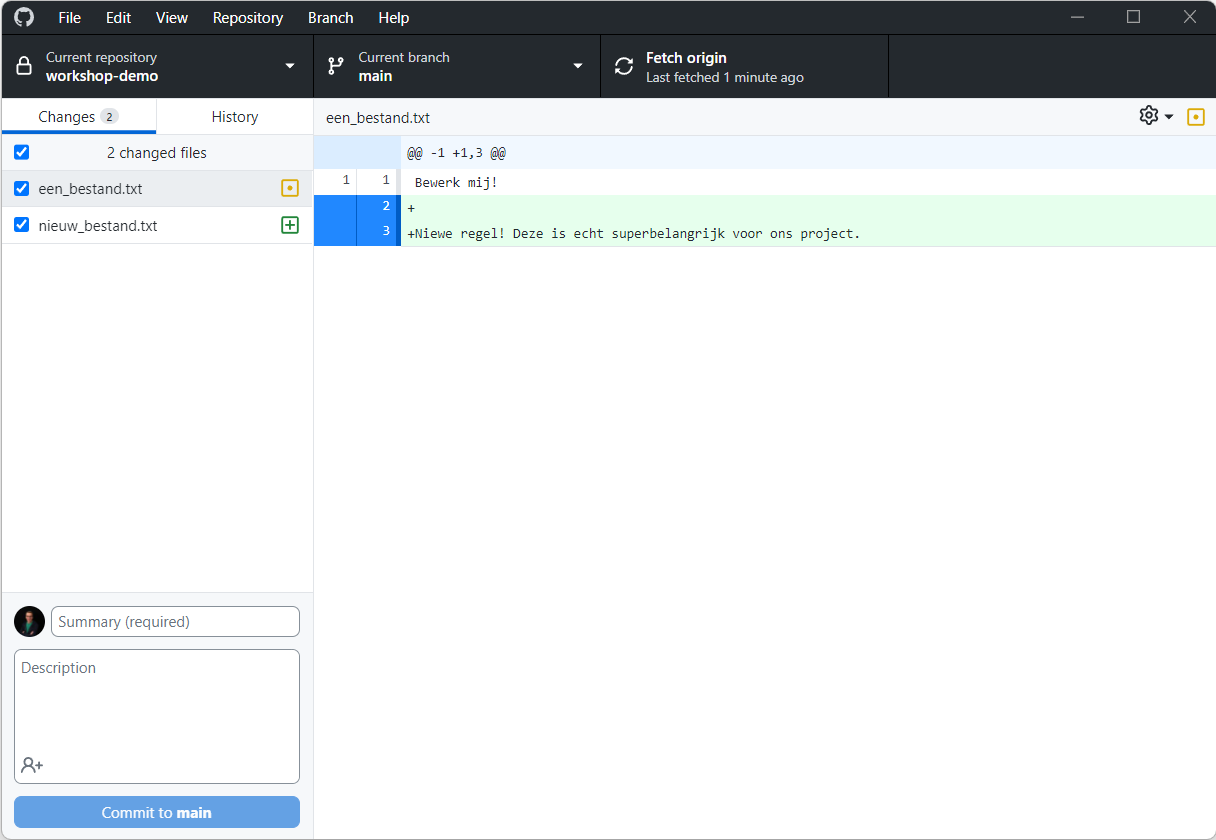 File Edit View Repository Branch Help
Current repository
workshop-demo
Current branch
main
Fetch origin
Last fetched 1 minute ago
Changes 2
History
een_bestand.txt
2 changed files
een_bestand.txt
nieuw_bestand.txt
@@ -1 +1,3 @@
1 1 Bewerk mij!
2 +
3 +Niewe regel! Deze is echt superbelangrijk voor ons project.
Summary (required)
Description
Commit to main